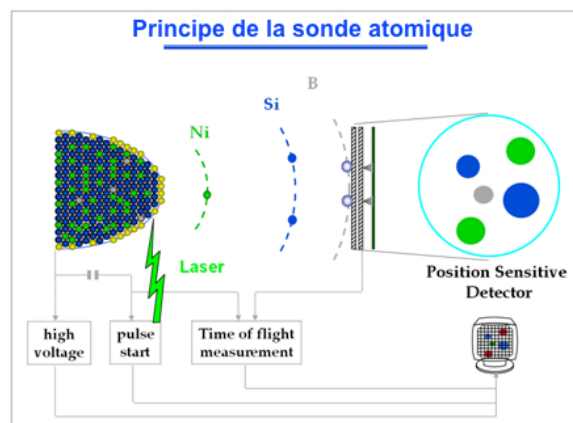 Principe de la sonde atomique
B
Si
Ni
Laser
Position Sensitive
Detector
high
voltage
pulse
start
Time of flight
measurement